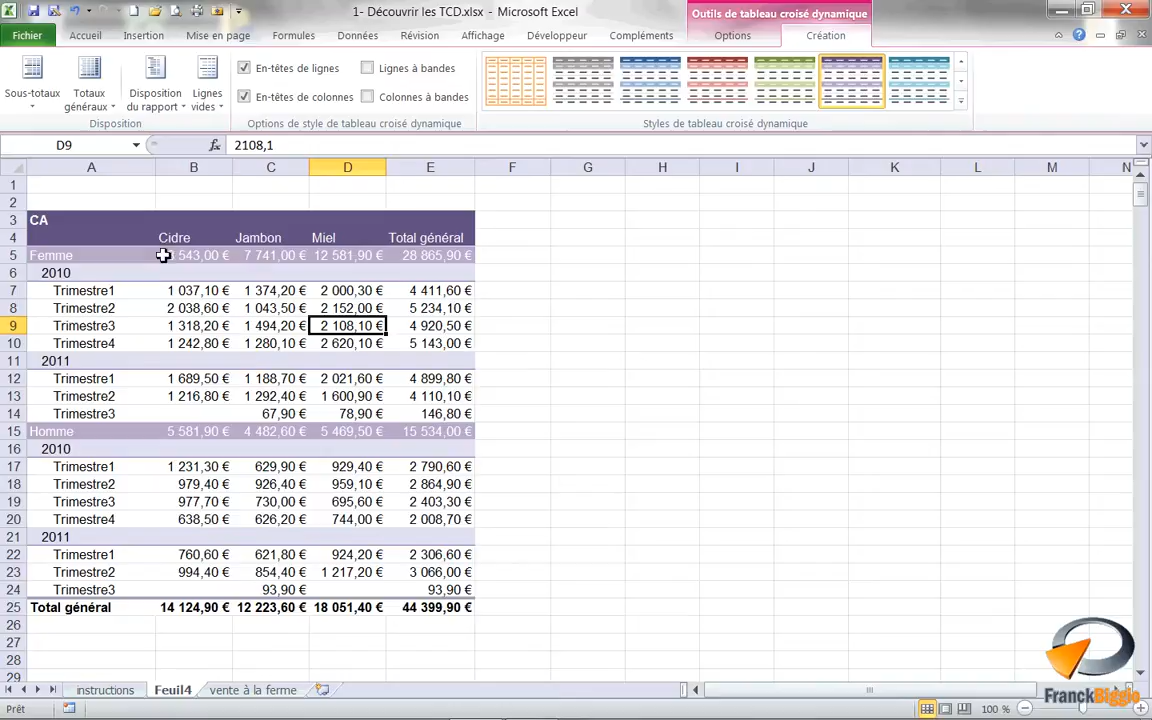 1- Découvrir les TCD.xlsx - Microsoft Excel
Outils de tableau croisé dynamique
Fichier Accueil Insertion Mise en page Formules Données Révision Affichage Développeur Compléments Options Création
Sous-totaux
Totaux généraux
Disposition du rapport
Lignes vides
En-têtes de lignes
Lignes à bandes
En-têtes de colonnes
Colonnes à bandes
Disposition
Options de style de tableau croisé dynamique
Styles de tableau croisé dynamique
D9 fx 2108,1
A B C D E F G H I J K L M N
1
2
3 CA
4 Cidre Jambon Miel Total général
5 Femme 543,00 € 7 741,00 € 12 581,90 € 28 865,90 €
6 2010
7 Trimestre1 1 037,10 € 1 374,20 € 2 000,30 € 4 411,60 €
8 Trimestre2 2 038,60 € 1 043,50 € 2 152,00 € 5 234,10 €
9 Trimestre3 1 318,20 € 1 494,20 € 2 108,10 € 4 920,50 €
10 Trimestre4 1 242,80 € 1 280,10 € 2 620,10 € 5 143,00 €
11 2011
12 Trimestre1 1 689,50 € 1 188,70 € 2 021,60 € 4 899,80 €
13 Trimestre2 1 216,80 € 1 292,40 € 1 600,90 € 4 110,10 €
14 Trimestre3 67,90 € 78,90 € 146,80 €
15 Homme 5 581,90 € 4 482,60 € 5 469,50 € 15 534,00 €
16 2010
17 Trimestre1 1 231,30 € 629,90 € 929,40 € 2 790,60 €
18 Trimestre2 979,40 € 926,40 € 959,10 € 2 864,90 €
19 Trimestre3 977,70 € 730,00 € 695,60 € 2 403,30 €
20 Trimestre4 638,50 € 626,20 € 744,00 € 2 008,70 €
21 2011
22 Trimestre1 760,60 € 621,80 € 924,20 € 2 306,60 €
23 Trimestre2 994,40 € 854,40 € 1 217,20 € 3 066,00 €
24 Trimestre3 93,90 € 93,90 €
25 Total général 14 124,90 € 12 223,60 € 18 051,40 € 44 399,90 €
26
27
28
29
instructions Feuil4 vente à la ferme
Prêt 100 %
FranckBiggio